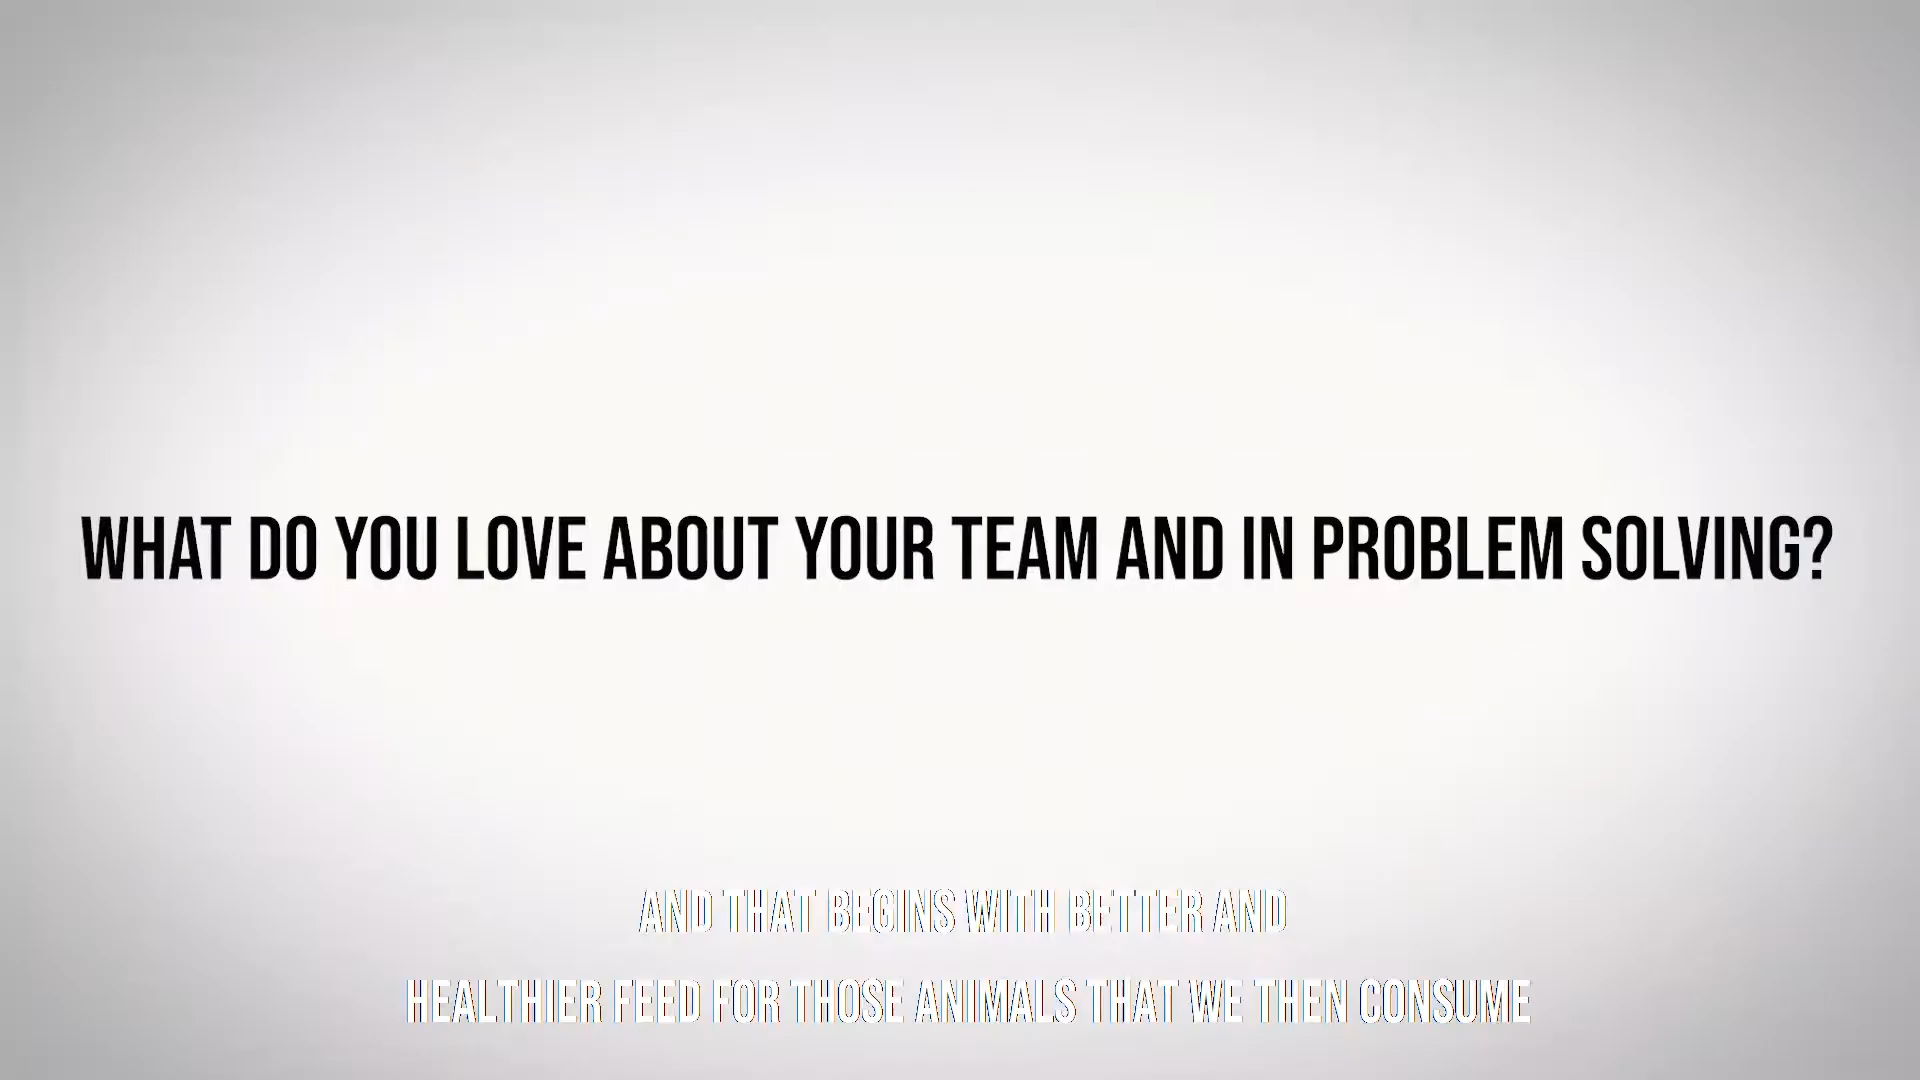 WHAT DO YOU LOVE ABOUT YOUR TEAM AND IN PROBLEM SOLVING?
AND THAT BEGINS WITH BETTER AND
HEALTHIER FEED FOR THOSE ANIMALS THAT WE THEN CONSUME